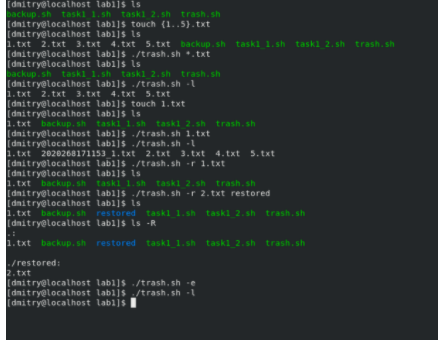 [dmitry@localhost lab1]$ ls
backup.sh task1_1.sh task1_2.sh trash.sh
[dmitry@localhost lab1]$ touch {1..5}.txt
[dmitry@localhost lab1]$ ls
1.txt 2.txt 3.txt 4.txt 5.txt backup.sh task1_1.sh task1_2.sh trash.sh
[dmitry@localhost lab1]$ ./trash.sh *.txt
[dmitry@localhost lab1]$ ls
backup.sh task1_1.sh task1_2.sh trash.sh
[dmitry@localhost lab1]$ ./trash.sh -l
1.txt 2.txt 3.txt 4.txt 5.txt
[dmitry@localhost lab1]$ touch 1.txt
[dmitry@localhost lab1]$ ls
1.txt backup.sh task1_1.sh task1_2.sh trash.sh
[dmitry@localhost lab1]$ ./trash.sh 1.txt
[dmitry@localhost lab1]$ ./trash.sh -l
1.txt 2020268171153_1.txt 2.txt 3.txt 4.txt 5.txt
[dmitry@localhost lab1]$ ./trash.sh -r 1.txt
[dmitry@localhost lab1]$ ls
1.txt backup.sh task1_1.sh task1_2.sh trash.sh
[dmitry@localhost lab1]$ ./trash.sh -r 2.txt restored
[dmitry@localhost lab1]$ ls
1.txt backup.sh restored task1_1.sh task1_2.sh trash.sh
[dmitry@localhost lab1]$ ls -R
.:
1.txt backup.sh restored task1_1.sh task1_2.sh trash.sh

./restored:
2.txt
[dmitry@localhost lab1]$ ./trash.sh -e
[dmitry@localhost lab1]$ ./trash.sh -l
[dmitry@localhost lab1]$